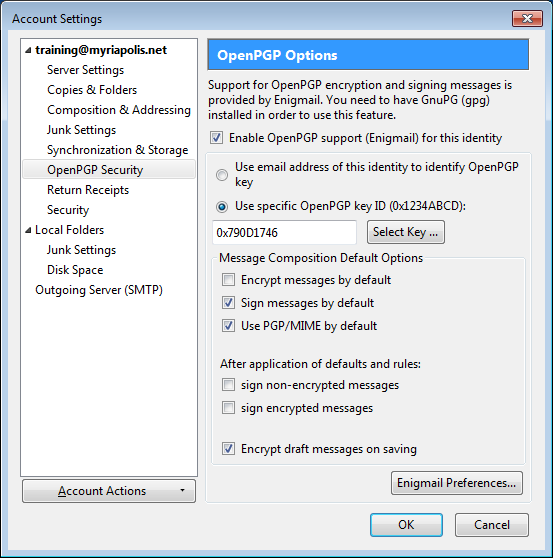 Account Settings
training@myriapolis.net
Server Settings
Copies & Folders
Composition & Addressing
Junk Settings
Synchronization & Storage
OpenPGP Security
Return Receipts
Security
Local Folders
Junk Settings
Disk Space
Outgoing Server (SMTP)
Account Actions
OpenPGP Options
Support for OpenPGP encryption and signing messages is
provided by Enigmail. You need to have GnuPG (gpg)
installed in order to use this feature.
Enable OpenPGP support (Enigmail) for this identity
Use email address of this identity to identify OpenPGP
key
Use specific OpenPGP key ID (0x1234ABCD):
0x790D1746
Select Key ...
Message Composition Default Options
Encrypt messages by default
Sign messages by default
Use PGP/MIME by default
After application of defaults and rules:
sign non-encrypted messages
sign encrypted messages
Encrypt draft messages on saving
Enigmail Preferences...
OK
Cancel